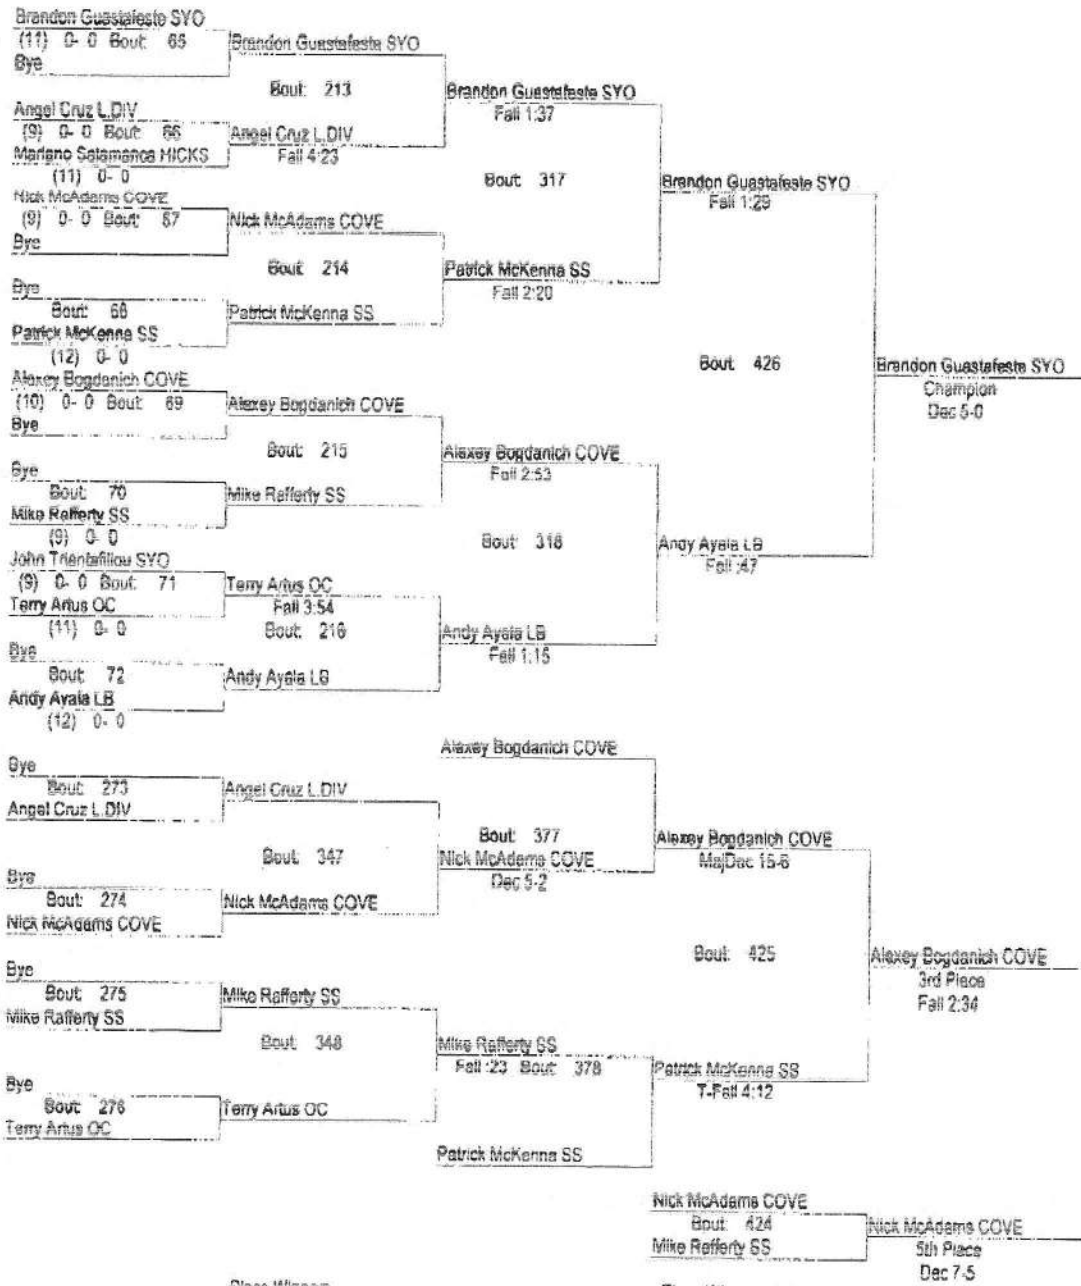 Brandon Guastafeste SYO
(11) 0- 0 Bout: 65
Bye
Brandon Guastafeste SYO
Bout: 213
Angel Cruz L.DIV
(9) 0- 0 Bout: 66
Mariano Salamanca HICKS
(11) 0- 0
Angel Cruz L.DIV
Fall 4:23
Brandon Guastafeste SYO
Fall 1:37
Bout: 317
Nick McAdams COVE
(9) 0- 0 Bout: 67
Bye
Nick McAdams COVE
Bout: 214
Bye
Bout: 68
Patrick McKenna SS
(12) 0- 0
Patrick McKenna SS
Patrick McKenna SS
Fall 2:20
Brandon Guastafeste SYO
Fall 1:29
Bout: 426
Brandon Guastafeste SYO
Champion
Dec 5-0
Alexey Bogdanich COVE
(10) 0- 0 Bout: 69
Bye
Alexey Bogdanich COVE
Bout: 215
Bye
Bout: 70
Mike Rafferty SS
(9) 0- 0
Mike Rafferty SS
Alexey Bogdanich COVE
Fall 2:53
Bout: 318
John Triantafiliou SYO
(9) 0- 0 Bout: 71
Terry Artus OC
(11) 0- 0
Terry Artus OC
Fall 3:54
Bout: 216
Bye
Bout: 72
Andy Ayala LB
(12) 0- 0
Andy Ayala LB
Andy Ayala LB
Fall 1:15
Andy Ayala LB
Fall :47
Bye
Bout: 273
Angel Cruz L.DIV
Angel Cruz L.DIV
Bout: 347
Bye
Bout: 274
Nick McAdams COVE
Nick McAdams COVE
Alexey Bogdanich COVE
Bout: 377
Nick McAdams COVE
Dec 5-2
Alexey Bogdanich COVE
MajDec 15-6
Bout: 425
Alexey Bogdanich COVE
3rd Place
Fall 2:34
Bye
Bout: 275
Mike Rafferty SS
Mike Rafferty SS
Bout: 348
Bye
Bout: 276
Terry Artus OC
Terry Artus OC
Mike Rafferty SS
Fall :23 Bout: 378
Patrick McKenna SS
Patrick McKenna SS
T-Fall 4:12
Nick McAdams COVE
Bout: 424
Mike Rafferty SS
Nick McAdams COVE
5th Place
Dec 7-5